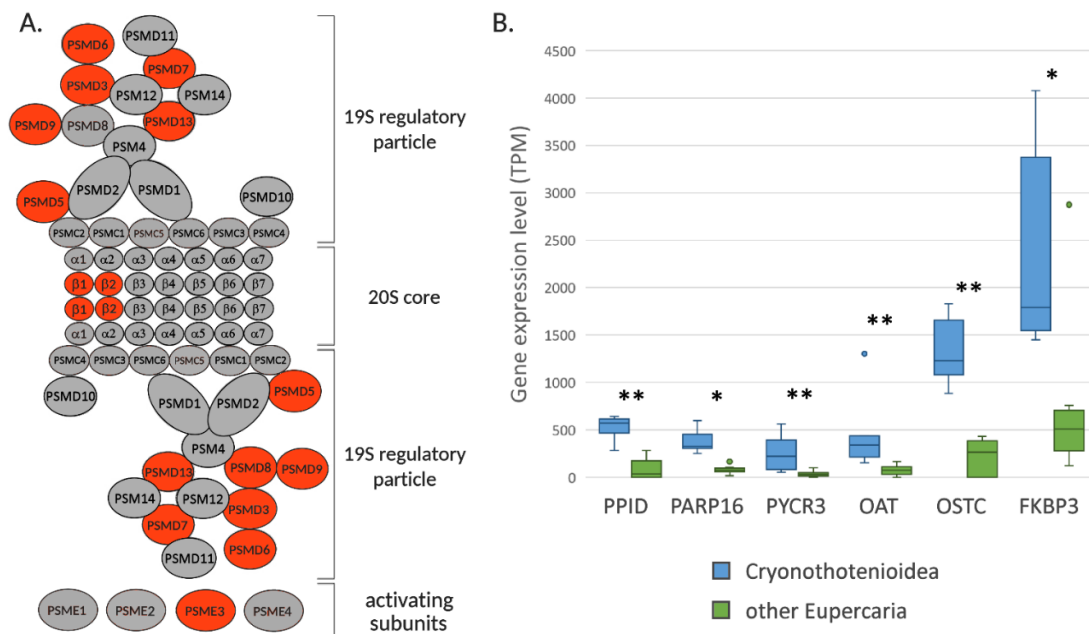 A.
PSMD6 PSMD11
PSMD3 PSMD7
PSM12 PSM14
PSMD9 PSMD8 PSMD13
PSM4
PSMD5 PSMD2 PSMD1 PSMD10
PSMC2 PSMC1 PSMC5 PSMC6 PSMC3 PSMC4
α1 α2 α3 α4 α5 α6 α7
β1 β2 β3 β4 β5 β6 β7
β1 β2 β3 β4 β5 β6 β7
α1 α2 α3 α4 α5 α6 α7
PSMC4 PSMC3 PSMC6 PSMC5 PSMC1 PSMC2
PSMD10 PSMD1 PSMD2 PSMD5
PSM4
PSMD13 PSMD8 PSMD9
PSM14 PSM12 PSMD3
PSMD7
PSMD11 PSMD6
PSME1 PSME2 PSME3 PSME4
19S regulatory
particle
20S core
19S regulatory
particle
activating
subunits
B.
Gene expression level (TPM)
4500
4000
3500
3000
2500
2000
1500
1000
500
0
** * ** ** ** *
PPID PARP16 PYCR3 OAT OSTC FKBP3
Cryonothotenioidea
other Eupercaria